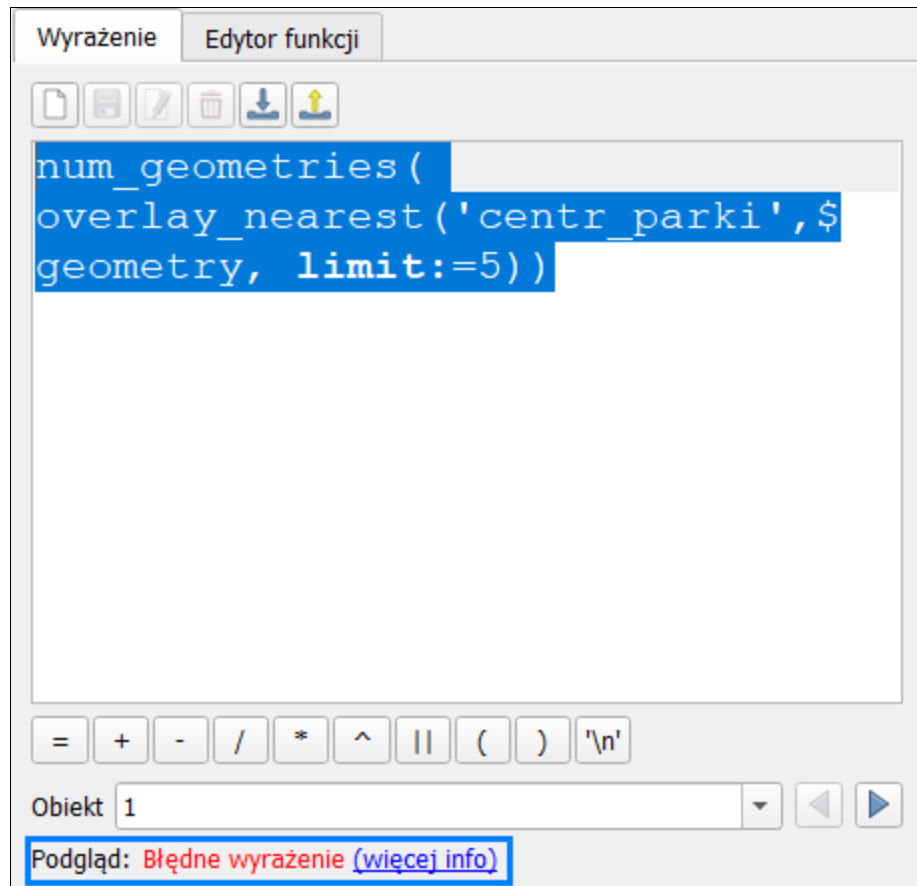 Wyrażenie Edytor funkcji
num_geometries(
overlay_nearest('centr_parki',$
geometry, limit:=5))
= + - / * ^ || ( ) '\n'
Obiekt 1
Podgląd: Błędne wyrażenie (więcej info)